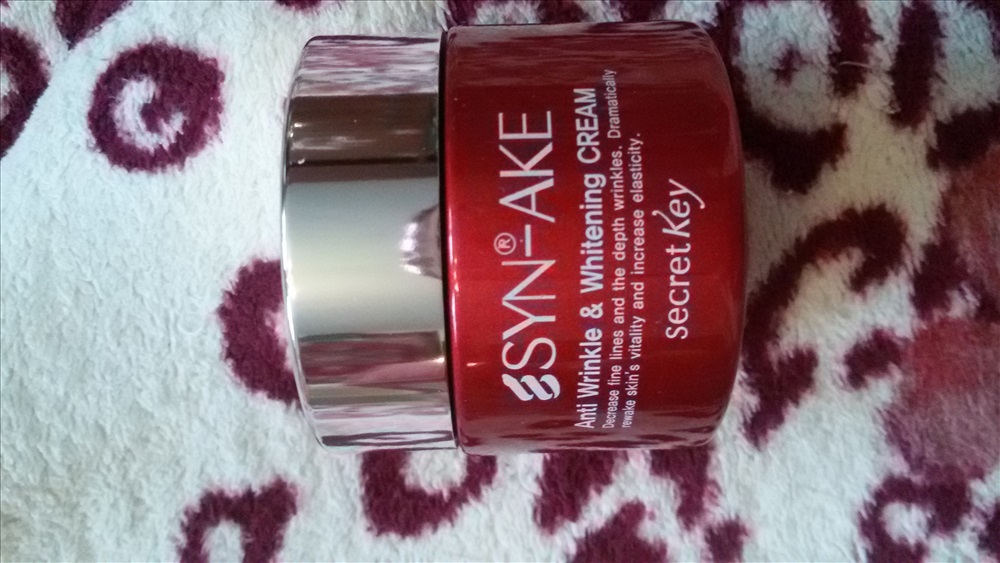 SYN®-AKE
Anti Wrinkle & Whitening CREAM
Decrease fine lines and the depth wrinkles. Dramatically
rewake skin's vitality and increase elasticity.
secret key